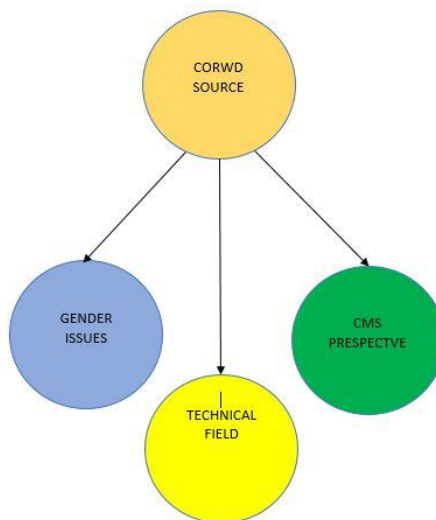 CORWD
SOURCE
GENDER
ISSUES
CMS
PRESPECTVE
TECHNICAL
FIELD